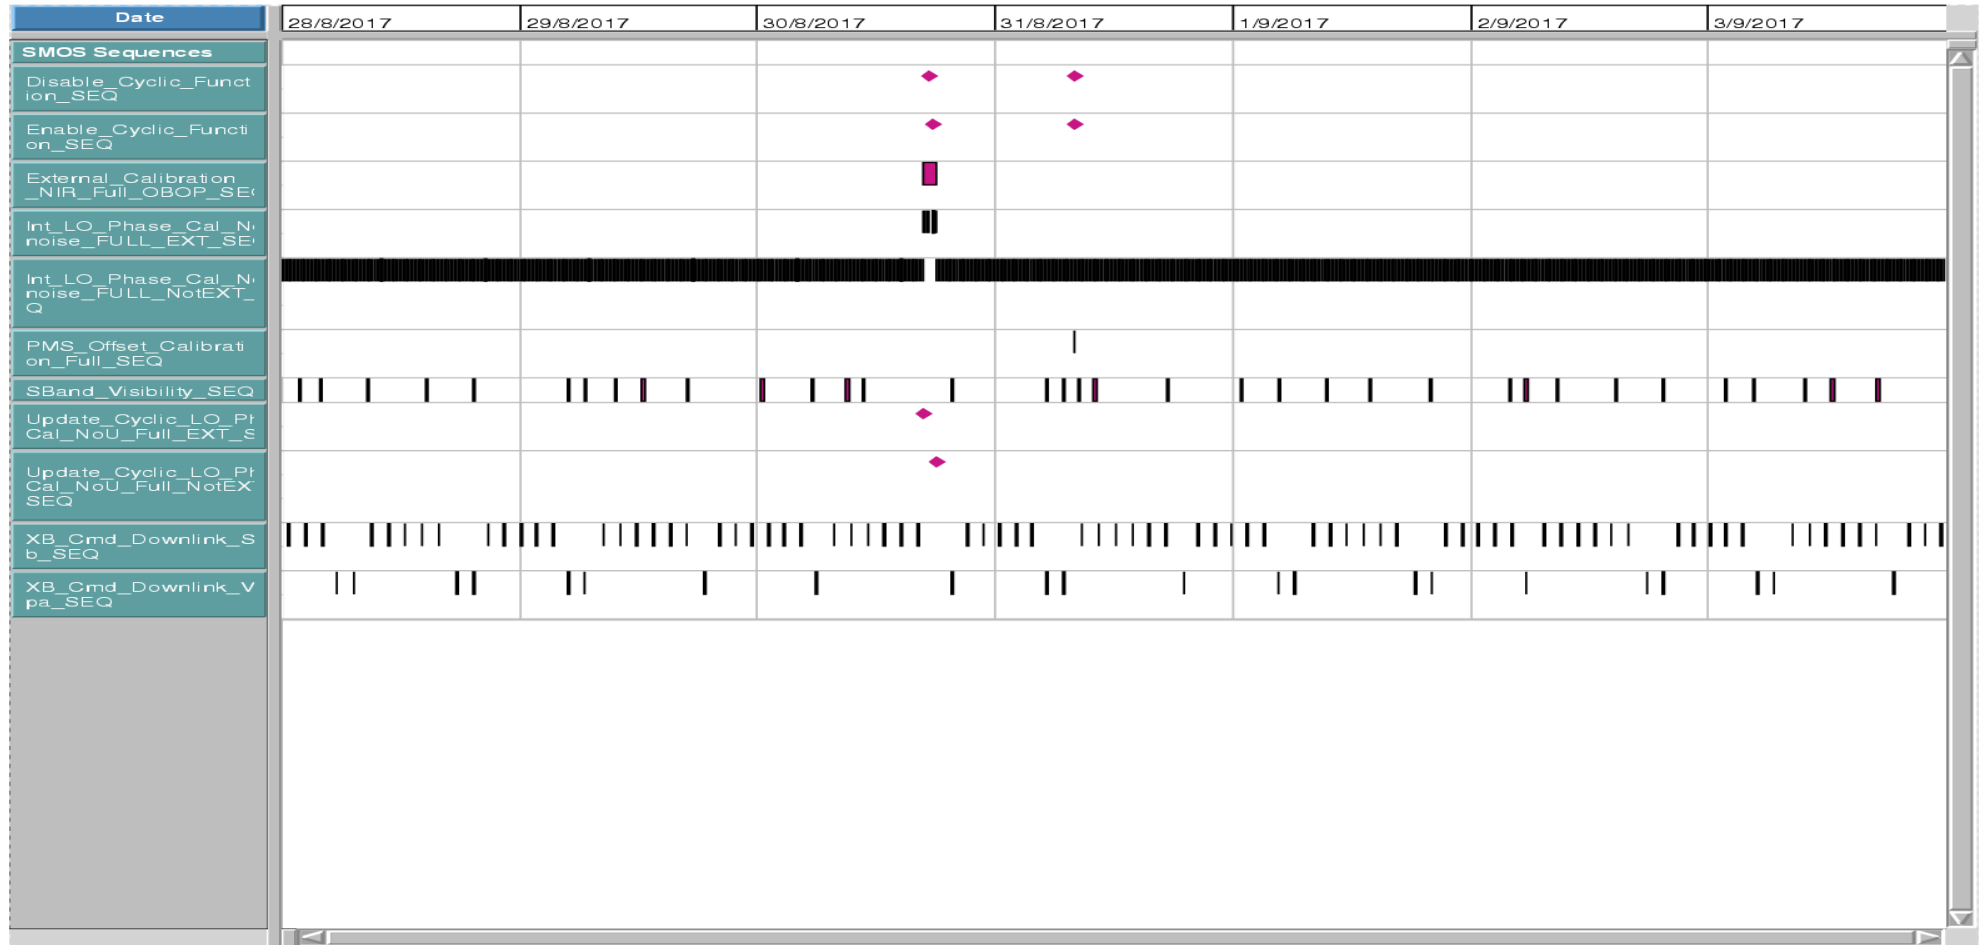 Date
28/8/2017
29/8/2017
30/8/2017
31/8/2017
1/9/2017
2/9/2017
3/9/2017
SMOS Sequences
Disable_Cyclic_Funct
ion_SEQ
Enable_Cyclic_Functi
on_SEQ
External_Calibration
_NIR_Full_OBOP_SE
Int_LO_Phase_Cal_N
noise_FULL_EXT_SE
Int_LO_Phase_Cal_N
noise_FULL_NotEXT_
Q
PMS_Offset_Calibrati
on_Full_SEQ
SBand_Visibility_SEQ
Update_Cyclic_LO_Ph
Cal_NoU_Full_EXT_S
Update_Cyclic_LO_Ph
Cal_NoU_Full_NotEX
SEQ
XB_Cmd_Downlink_S
b_SEQ
XB_Cmd_Downlink_V
pa_SEQ